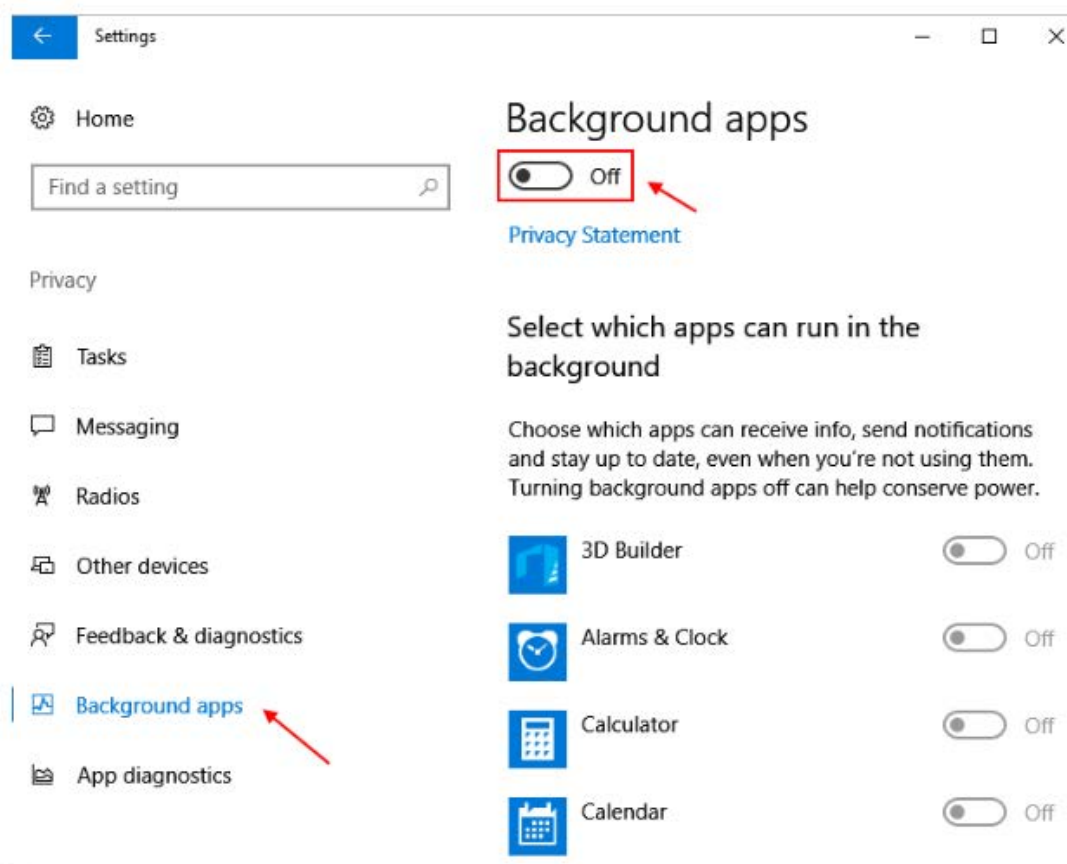 Settings
Home
Find a setting
Privacy
Tasks
Messaging
Radios
Other devices
Feedback & diagnostics
Background apps
App diagnostics
Background apps
Off
Privacy Statement
Select which apps can run in the
background
Choose which apps can receive info, send notifications
and stay up to date, even when you're not using them.
Turning background apps off can help conserve power.
3D Builder Off
Alarms & Clock Off
Calculator Off
Calendar Off